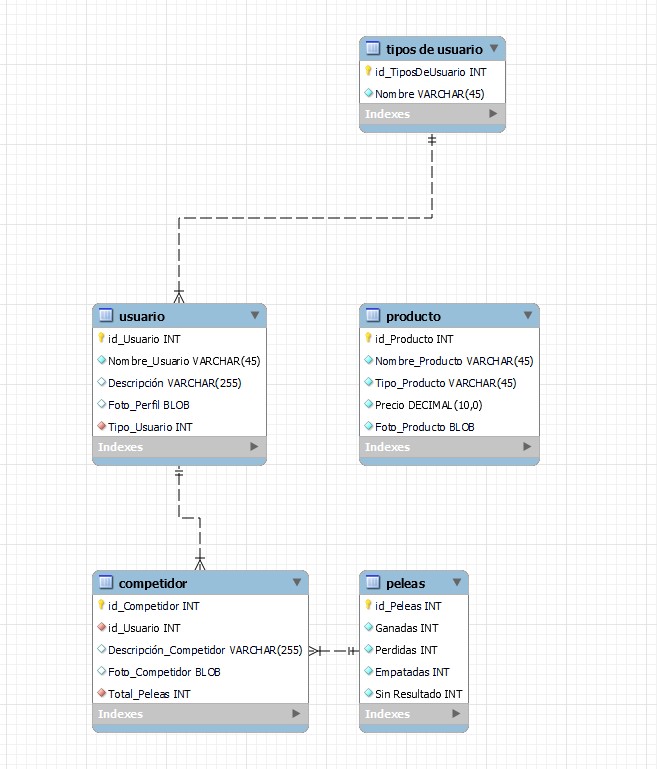 tipos de usuario
id_TiposDeUsuario INT
Nombre VARCHAR(45)
Indexes
usuario
id_Usuario INT
Nombre_Usuario VARCHAR(45)
Descripción VARCHAR(255)
Foto_Perfil BLOB
Tipo_Usuario INT
Indexes
producto
id_Producto INT
Nombre_Producto VARCHAR(45)
Tipo_Producto VARCHAR(45)
Precio DECIMAL(10,0)
Foto_Producto BLOB
Indexes
competidor
id_Competidor INT
id_Usuario INT
Descripción_Competidor VARCHAR(255)
Foto_Competidor BLOB
Total_Peleas INT
Indexes
peleas
id_Peleas INT
Ganadas INT
Perdidas INT
Empatadas INT
Sin Resultado INT
Indexes